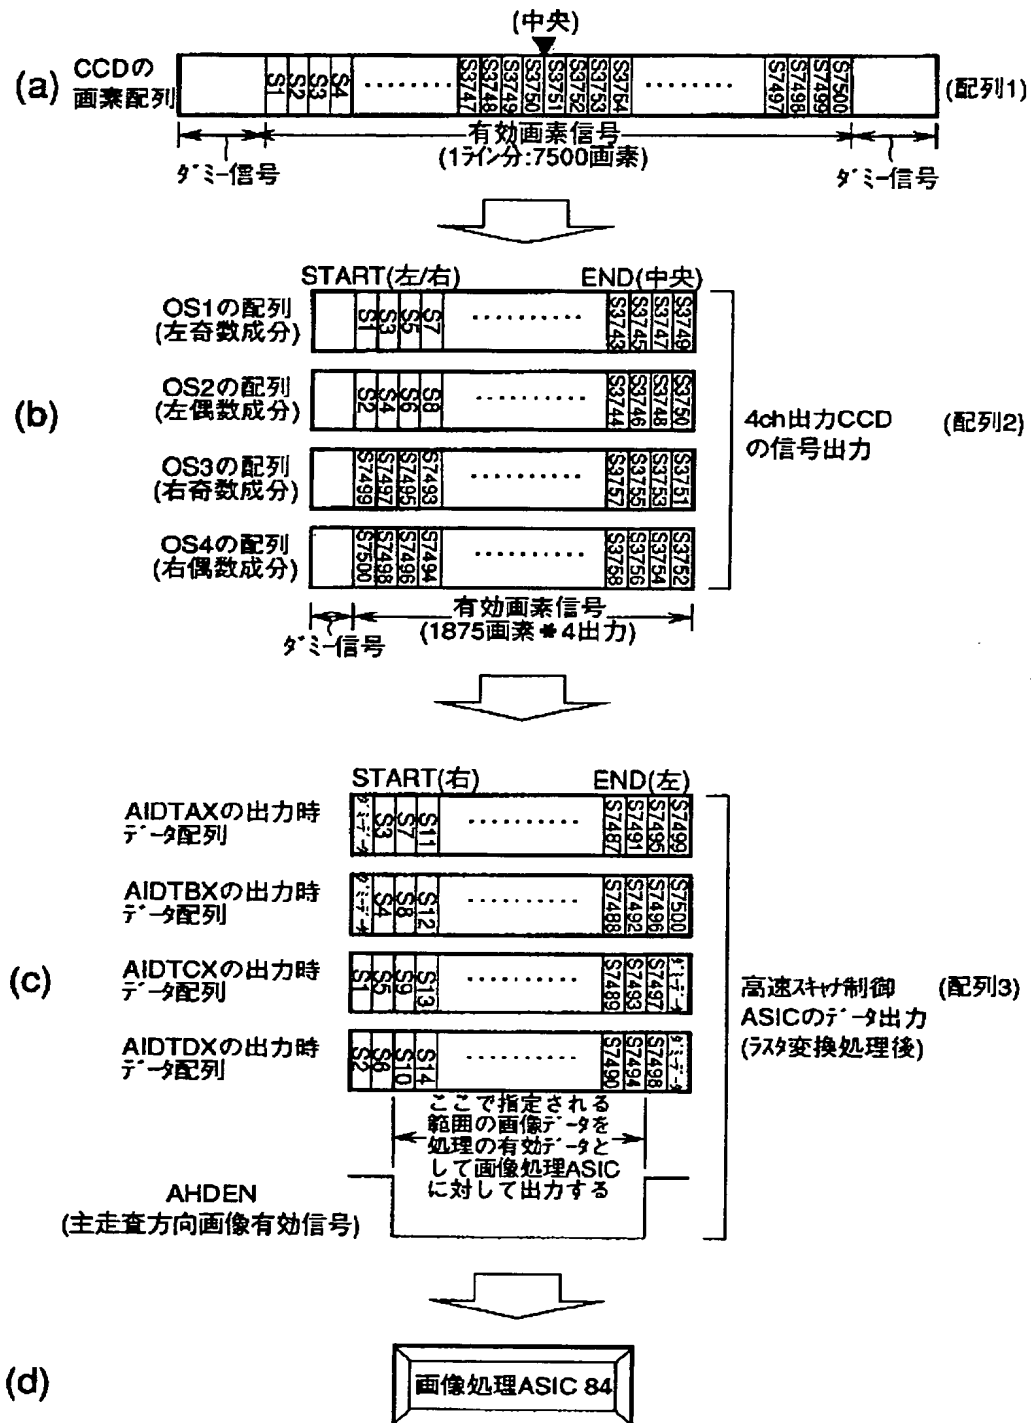 (中央)
(a)
CCDの
画素配列
S1 S2 S3 S4 ········ S3747 S3748 S3749 S3750 S3751 S3752 S3753 S3754 ········ S7497 S7498 S7499 S7500
(配列1)
有効画素信号
(1ライン分:7500画素)
ダミー信号
ダミー信号
START(左/右)
END(中央)
OS1の配列
(左奇数成分)
S1 S3 S5 S7 ·········· S3743 S3745 S3747 S3749
(b)
OS2の配列
(左偶数成分)
S2 S4 S6 S8 ·········· S3744 S3746 S3748 S3750
4ch出力CCD
の信号出力
(配列2)
OS3の配列
(右奇数成分)
S7499 S7497 S7495 S7493 ·········· S3757 S3755 S3753 S3751
OS4の配列
(右偶数成分)
S7500 S7498 S7496 S7494 ·········· S3758 S3756 S3754 S3752
有効画素信号
(1875画素*4出力)
ダミー信号
START(右)
END(左)
AIDTAXの出力時
データ配列
ダミーデータ S3 S7 S11 ·········· S7487 S7491 S7495 S7499
AIDTBXの出力時
データ配列
ダミーデータ S4 S8 S12 ·········· S7488 S7492 S7496 S7500
(c)
AIDTCXの出力時
データ配列
S1 S5 S9 S13 ·········· S7489 S7493 S7497 ダミーデータ
高速スキャナ制御
ASICのデータ出力
(ラスタ変換処理後)
(配列3)
AIDTDXの出力時
データ配列
S2 S6 S10 S14 ·········· S7490 S7494 S7498 ダミーデータ
ここで指定される
範囲の画像データを
処理の有効データと
して画像処理ASIC
に対して出力する
AHDEN
(主走査方向画像有効信号)
(d)
画像処理ASIC 84